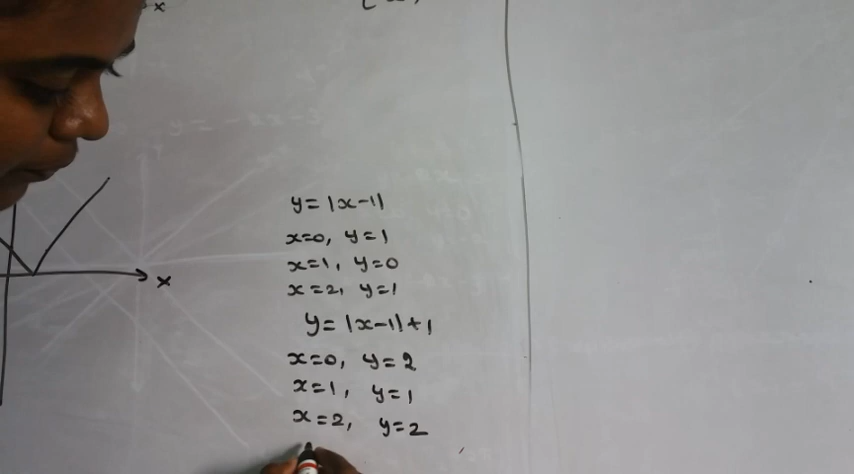 x
y = |x-1|
x=0, y=1
x=1, y=0
x=2, y=1
x
y = |x-1|+1
x=0, y=2
x=1, y=1
x=2, y=2